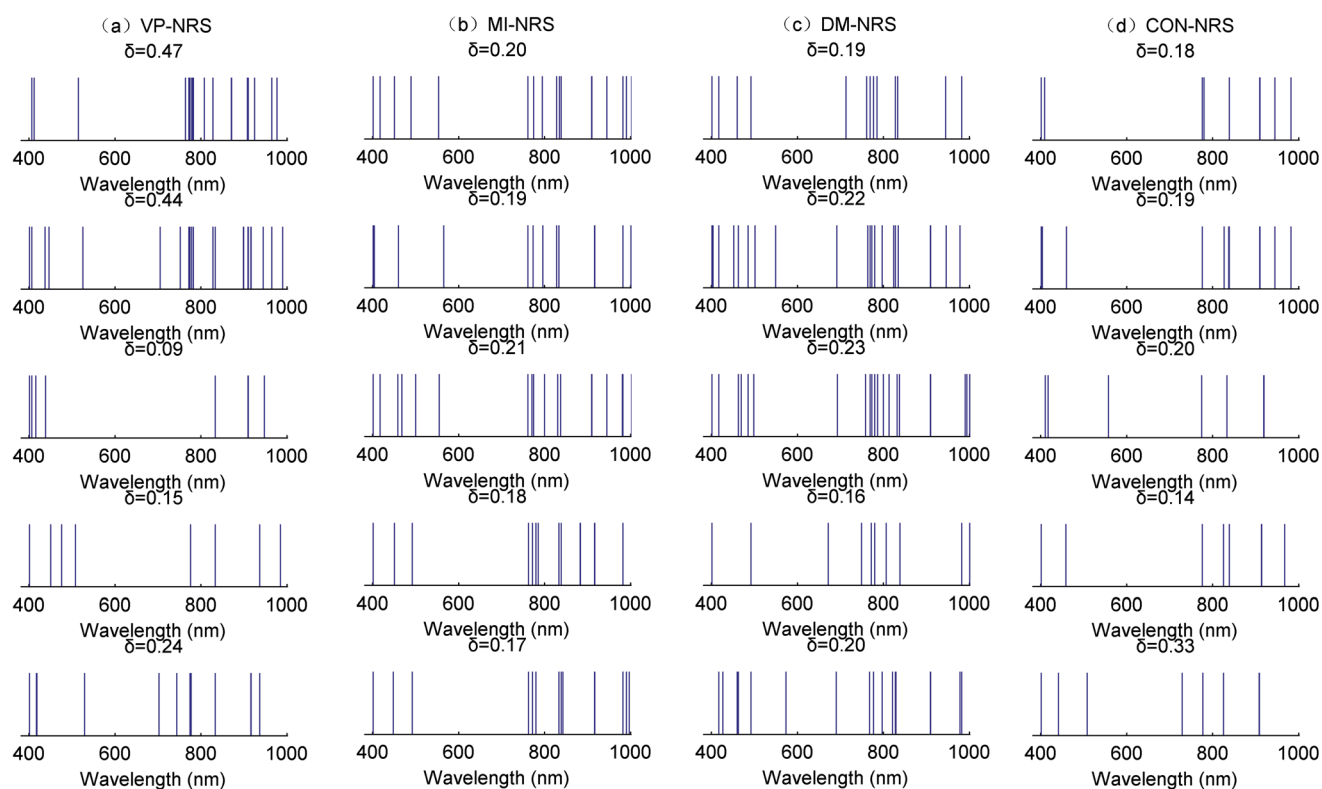 （a）VP-NRS
δ=0.47
400 600 800 1000
Wavelength (nm)
δ=0.44
400 600 800 1000
Wavelength (nm)
δ=0.09
400 600 800 1000
Wavelength (nm)
δ=0.15
400 600 800 1000
Wavelength (nm)
δ=0.24
400 600 800 1000
Wavelength (nm)
（b）MI-NRS
δ=0.20
400 600 800 1000
Wavelength (nm)
δ=0.19
400 600 800 1000
Wavelength (nm)
δ=0.21
400 600 800 1000
Wavelength (nm)
δ=0.18
400 600 800 1000
Wavelength (nm)
δ=0.17
400 600 800 1000
Wavelength (nm)
（c）DM-NRS
δ=0.19
400 600 800 1000
Wavelength (nm)
δ=0.22
400 600 800 1000
Wavelength (nm)
δ=0.23
400 600 800 1000
Wavelength (nm)
δ=0.16
400 600 800 1000
Wavelength (nm)
δ=0.20
400 600 800 1000
Wavelength (nm)
（d）CON-NRS
δ=0.18
400 600 800 1000
Wavelength (nm)
δ=0.19
400 600 800 1000
Wavelength (nm)
δ=0.20
400 600 800 1000
Wavelength (nm)
δ=0.14
400 600 800 1000
Wavelength (nm)
δ=0.33
400 600 800 1000
Wavelength (nm)